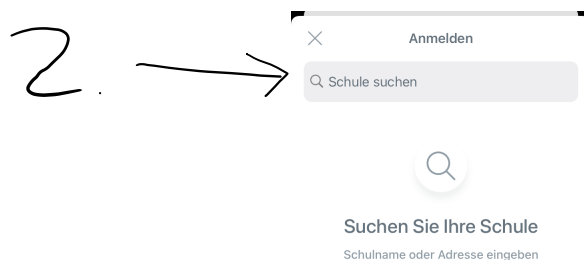 2.
Anmelden
Schule suchen
Suchen Sie Ihre Schule
Schulname oder Adresse eingeben